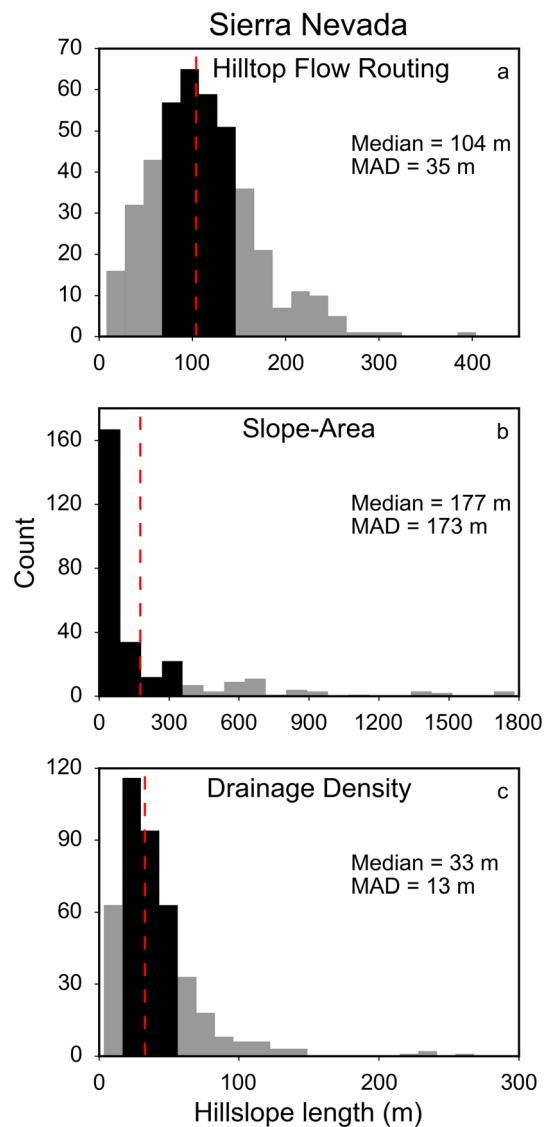 Sierra Nevada
70
60
50
40
30
20
10
0
Hilltop Flow Routing
a
Median = 104 m
MAD = 35 m
0 100 200 300 400
Count
160
120
80
40
0
Slope-Area
b
Median = 177 m
MAD = 173 m
0 300 600 900 1200 1500 1800
120
90
60
30
0
Drainage Density
c
Median = 33 m
MAD = 13 m
0 100 200 300
Hillslope length (m)